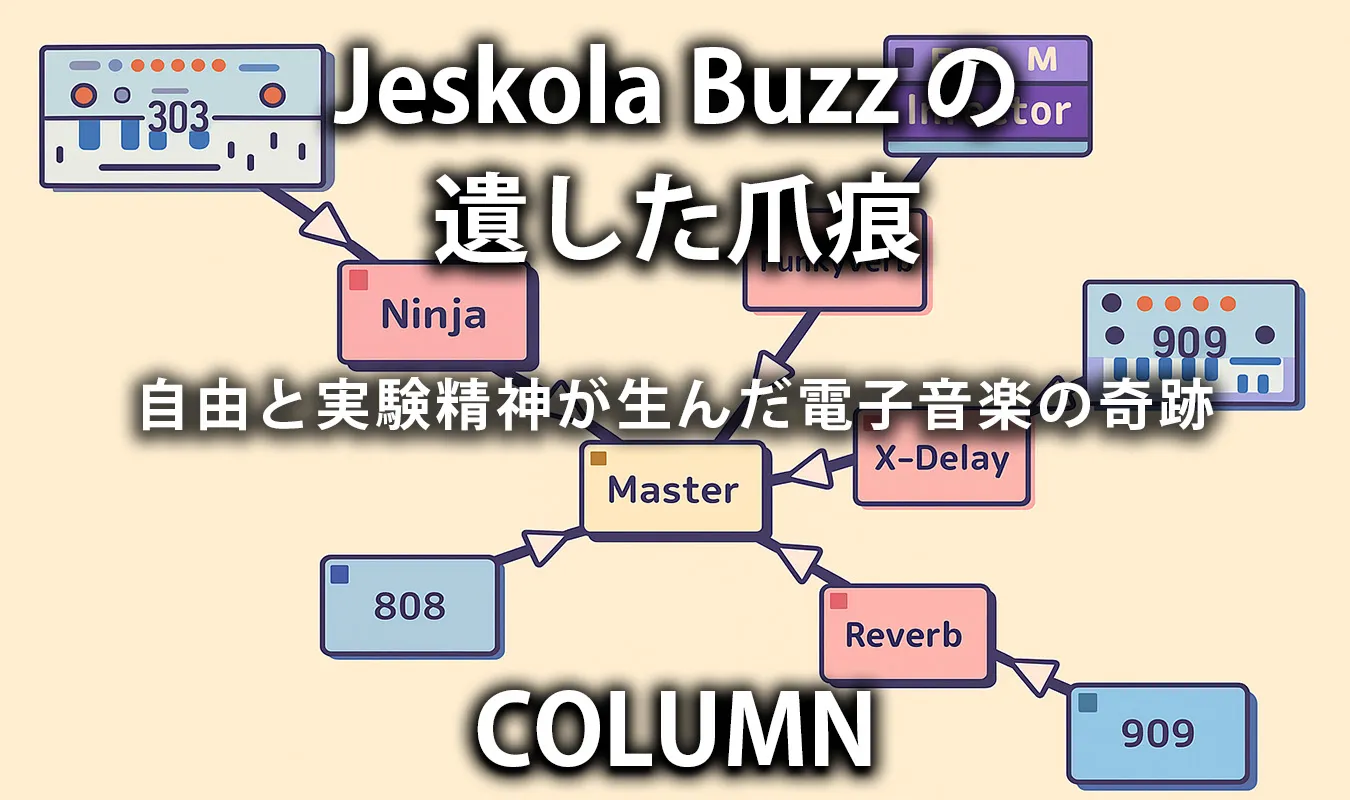 Jeskola Buzz の
遺した爪痕
自由と実験精神が生んだ電子音楽の奇跡
COLUMN
303
M
Ninja
Funkyverb
909
X-Delay
Master
808
Reverb
909